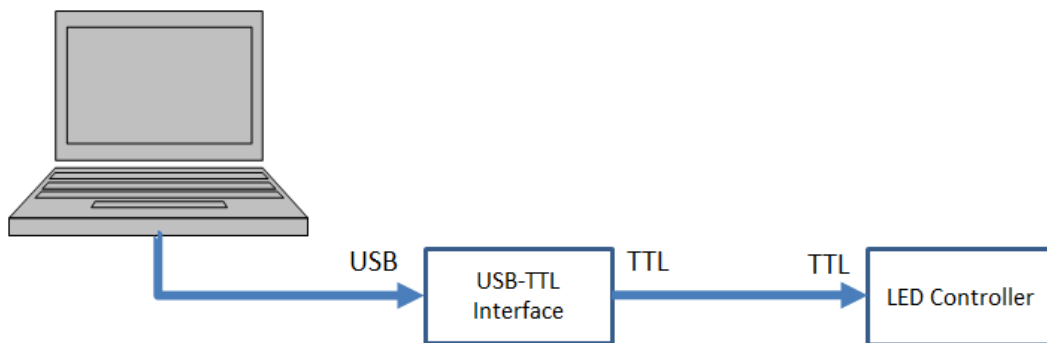 USB
USB-TTL
Interface
TTL
TTL
LED Controller